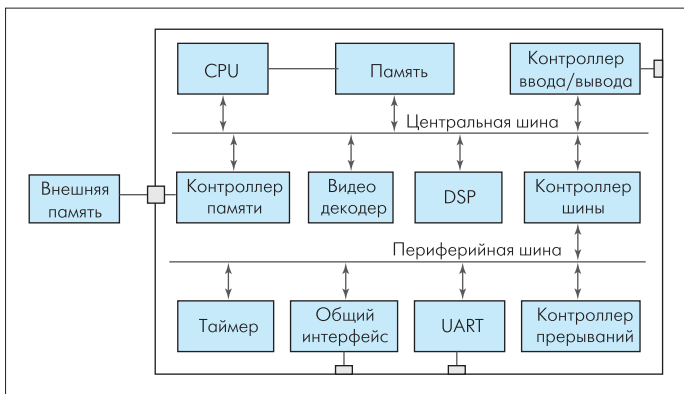 CPU
Память
Контроллер
ввода/вывода
Центральная шина
Внешняя
память
Контроллер
памяти
Видео
декодер
DSP
Контроллер
шины
Периферийная шина
Таймер
Общий
интерфейс
UART
Контроллер
прерываний